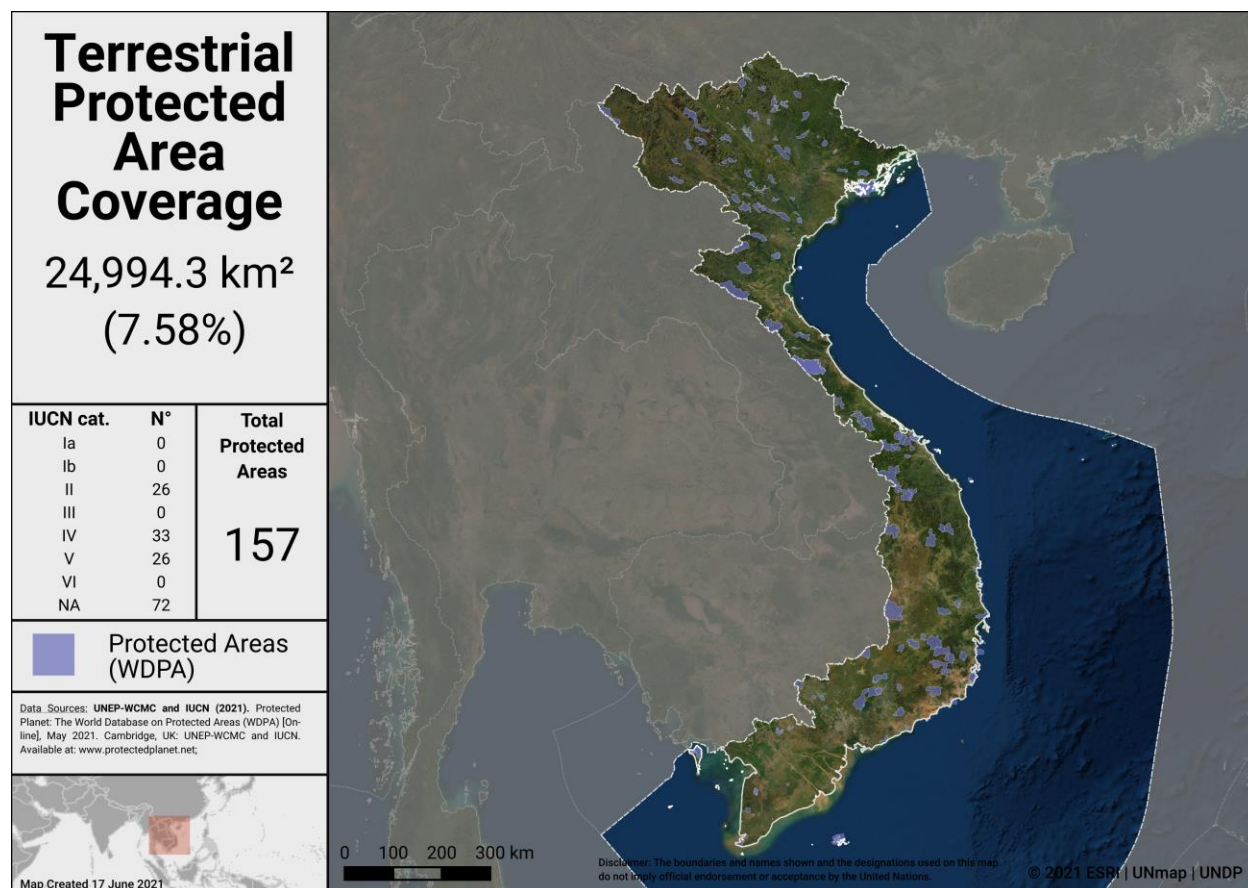 Terrestrial
Protected
Area
Coverage
24,994.3 km²
(7.58%)
IUCN cat. N°
Ia 0
Ib 0
II 26
III 0
IV 33
V 26
VI 0
NA 72
Total
Protected
Areas
157
Protected Areas
(WDPA)
Data Sources: UNEP-WCMC and IUCN (2021). Protected
Planet: The World Database on Protected Areas (WDPA) [On-
line], May 2021. Cambridge, UK: UNEP-WCMC and IUCN.
Available at: www.protectedplanet.net;
Map Created 17 June 2021
0 100 200 300 km
Disclaimer: The boundaries and names shown and the designations used on this map
do not imply official endorsement or acceptance by the United Nations.
© 2021 ESRI | UNmap | UNDP